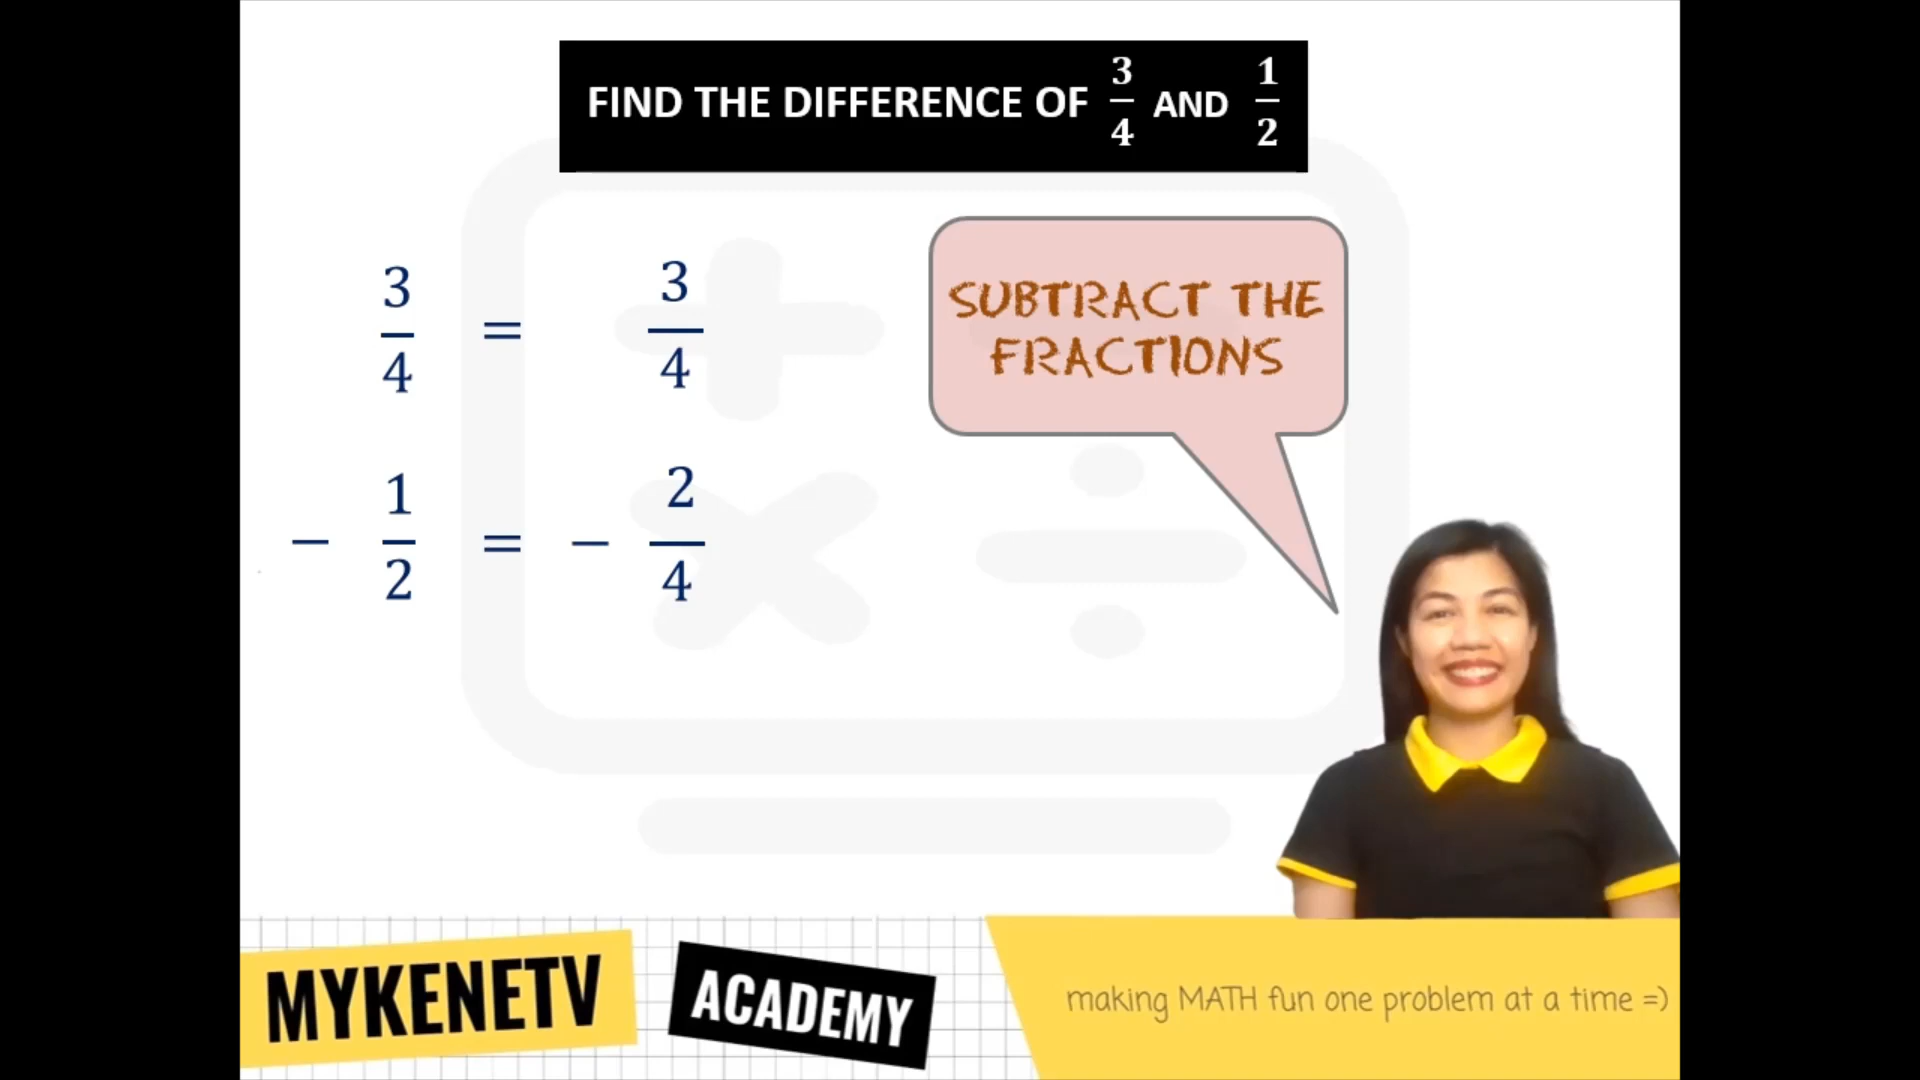 FIND THE DIFFERENCE OF 3/4 AND 1/2
3/4 = 3/4
− 1/2 = − 2/4
SUBTRACT THE
FRACTIONS
MYKENETV
ACADEMY
making MATH fun one problem at a time =)